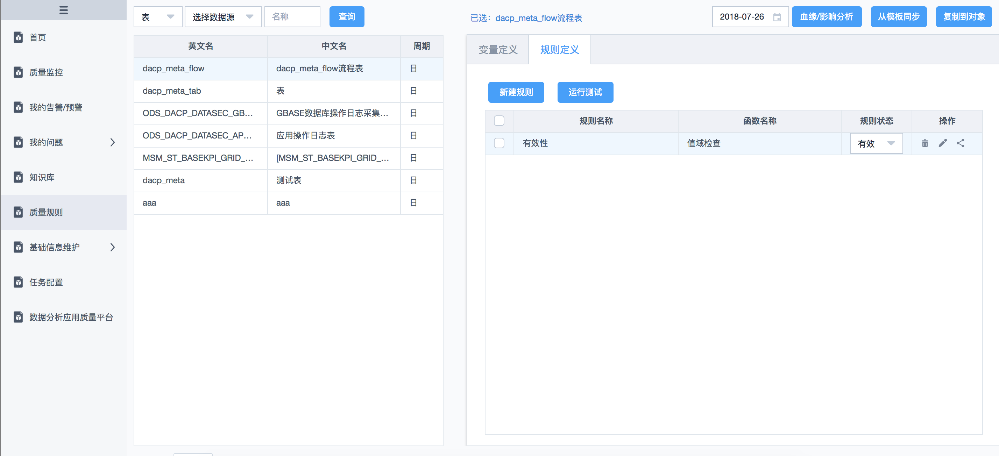 首页
质量监控
我的告警/预警
我的问题
知识库
质量规则
基础信息维护
任务配置
数据分析应用质量平台
表 选择数据源 名称 查询
英文名 中文名 周期
dacp_meta_flow dacp_meta_flow流程表 日
dacp_meta_tab 表 日
ODS_DACP_DATASEC_GB... GBASE数据库操作日志采集... 日
ODS_DACP_DATASEC_AP... 应用操作日志表 日
MSM_ST_BASEKPI_GRID_... [MSM_ST_BASEKPI_GRID_... 日
dacp_meta 测试表 日
aaa aaa 日
已选：dacp_meta_flow流程表 2018-07-26 血缘/影响分析 从模板同步 复制到对象
变量定义 规则定义
新建规则 运行测试
规则名称 函数名称 规则状态 操作
有效性 值域检查 有效